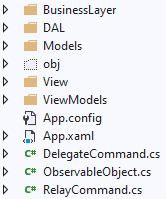 BusinessLayer
DAL
Models
obj
View
ViewModels
App.config
App.xaml
C# DelegateCommand.cs
C# ObservableObject.cs
C# RelayCommand.cs